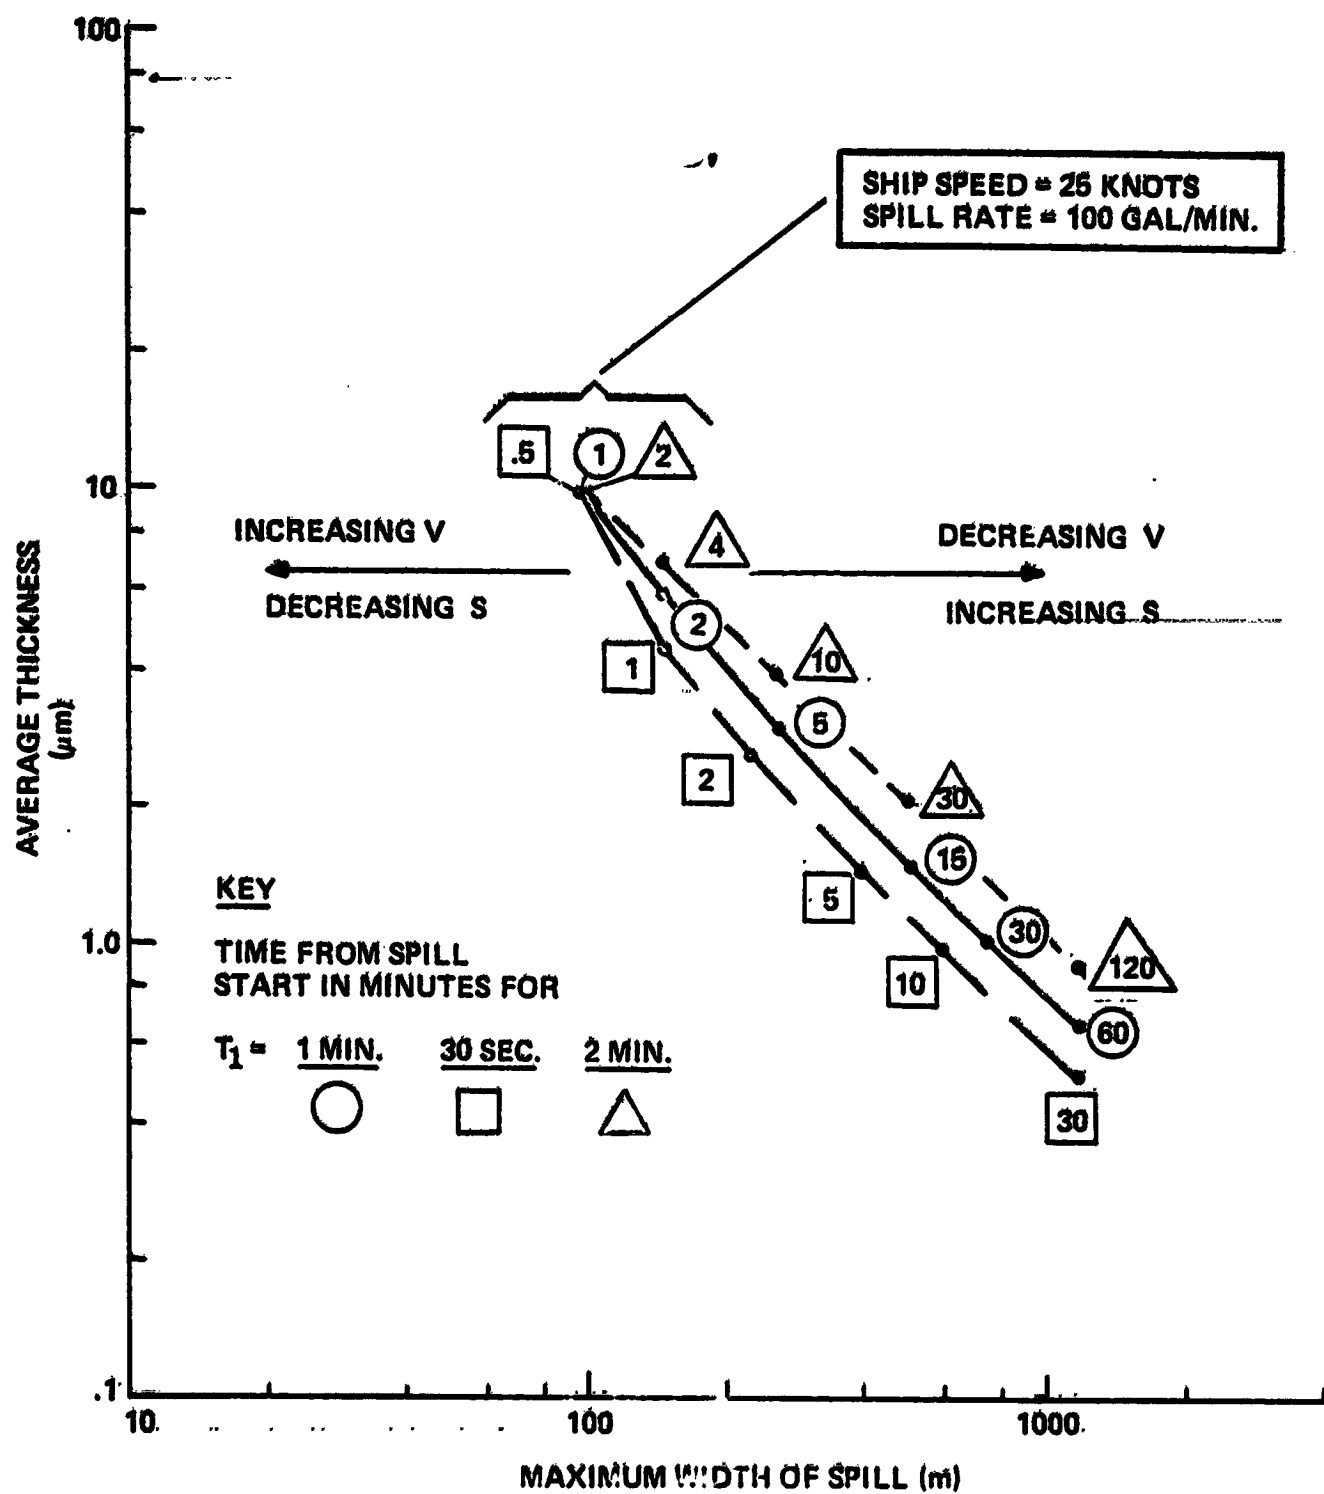 100
SHIP SPEED = 25 KNOTS
SPILL RATE = 100 GAL/MIN.
.5
1
2
10
4
INCREASING V
DECREASING V
DECREASING S
INCREASING S
2
1
10
5
2
30
15
5
AVERAGE THICKNESS
(μm)
KEY
1.0
30
120
TIME FROM SPILL
START IN MINUTES FOR
10
60
T1 =
1 MIN.
30 SEC.
2 MIN.
30
.1
10
100
1000
MAXIMUM WIDTH OF SPILL (m)